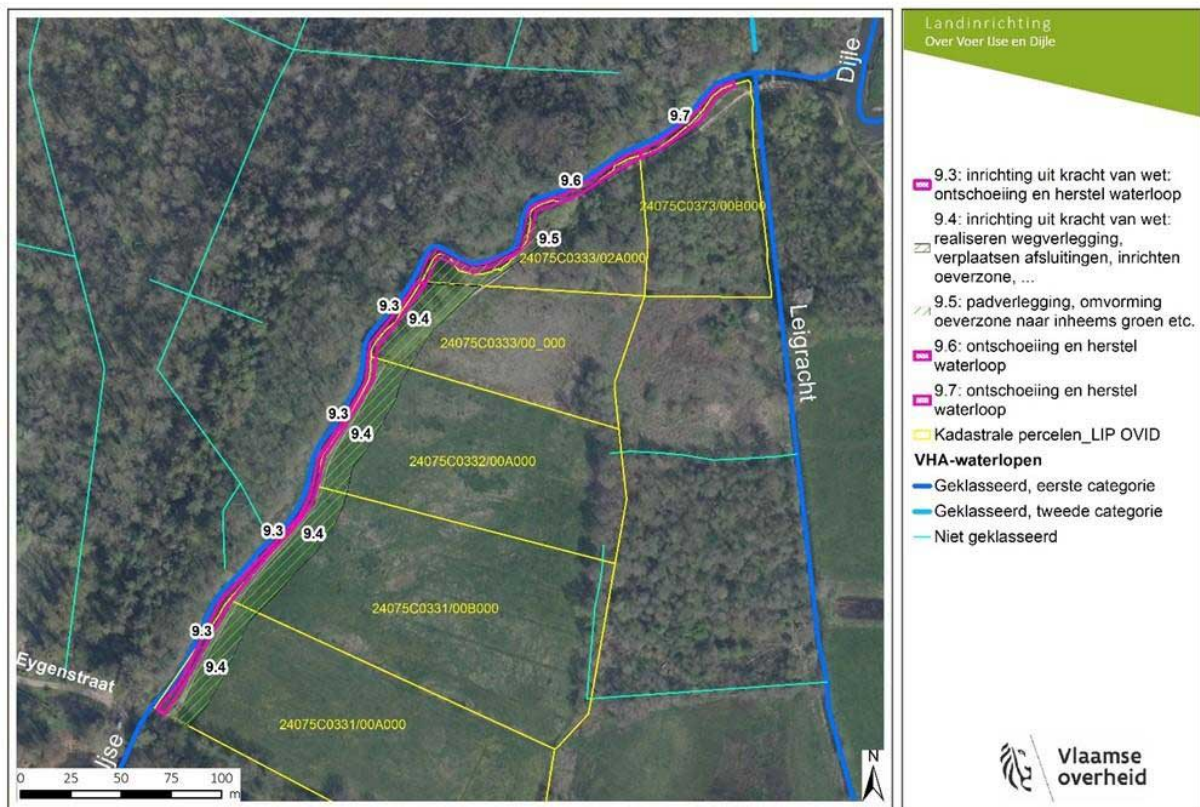 Dijle
9.7
9.6
24075C0373/00B000
9.5
24075C0333/02A000
9.3
9.4
24075C0333/00_000
Leigracht
9.3
9.4
24075C0332/00A000
9.3
9.4
24075C0331/00B000
9.3
9.4
Eygenstraat
24075C0331/00A000
IJse
0 25 50 75 100
m
N
Landinrichting
Over Voer IJse en Dijle
9.3: inrichting uit kracht van wet:
ontschoeiing en herstel waterloop
9.4: inrichting uit kracht van wet:
realiseren wegverlegging,
verplaatsen afsluitingen, inrichten
oeverzone, ...
9.5: padverlegging, omvorming
oeverzone naar inheems groen etc.
9.6: ontschoeiing en herstel
waterloop
9.7: ontschoeiing en herstel
waterloop
Kadastrale percelen_LIP OVID
VHA-waterlopen
Geklasseerd, eerste categorie
Geklasseerd, tweede categorie
Niet geklasseerd
Vlaamse
overheid